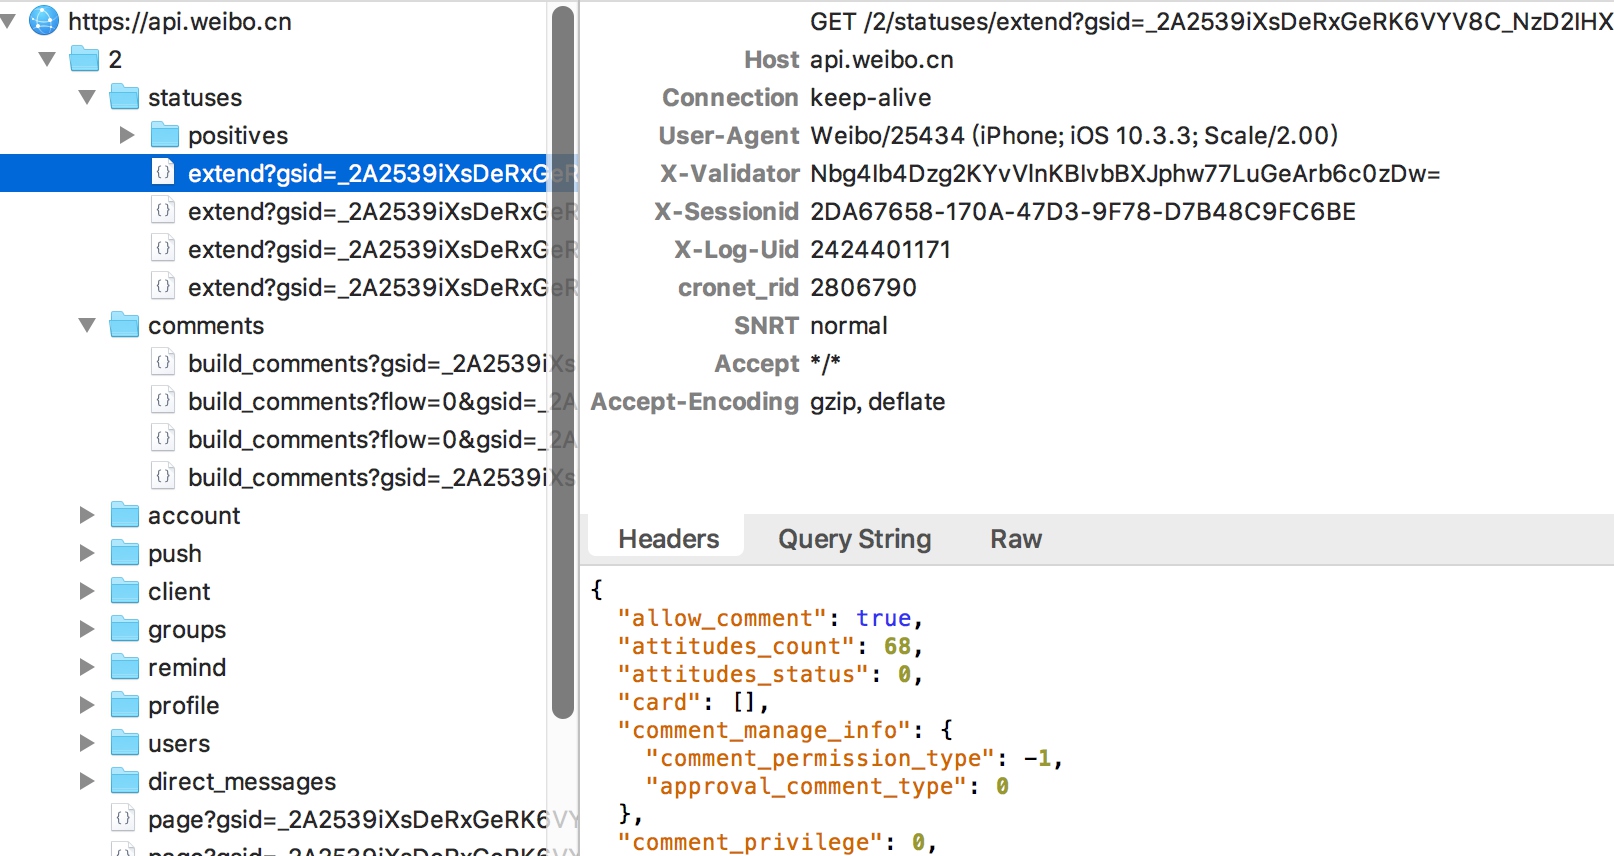 https://api.weibo.cn
2
statuses
positives
extend?gsid=_2A2539iXsDeRxGeR
extend?gsid=_2A2539iXsDeRxGeR
extend?gsid=_2A2539iXsDeRxGeR
extend?gsid=_2A2539iXsDeRxGeR
comments
build_comments?gsid=_2A2539iXs
build_comments?flow=0&gsid=_2A
build_comments?flow=0&gsid=_2A
build_comments?gsid=_2A2539iXs
account
push
client
groups
remind
profile
users
direct_messages
page?gsid=_2A2539iXsDeRxGeRK6VY
page?gsid=_2A2539iXsDeRxGeRK6VY
GET /2/statuses/extend?gsid=_2A2539iXsDeRxGeRK6VYV8C_NzD2IHX
Host api.weibo.cn
Connection keep-alive
User-Agent Weibo/25434 (iPhone; iOS 10.3.3; Scale/2.00)
X-Validator Nbg4Ib4Dzg2KYvVlnKBlvbBXJphw77LuGeArb6c0zDw=
X-Sessionid 2DA67658-170A-47D3-9F78-D7B48C9FC6BE
X-Log-Uid 2424401171
cronet_rid 2806790
SNRT normal
Accept */*
Accept-Encoding gzip, deflate
Headers Query String Raw
{
"allow_comment": true,
"attitudes_count": 68,
"attitudes_status": 0,
"card": [],
"comment_manage_info": {
"comment_permission_type": -1,
"approval_comment_type": 0
},
"comment_privilege": 0,